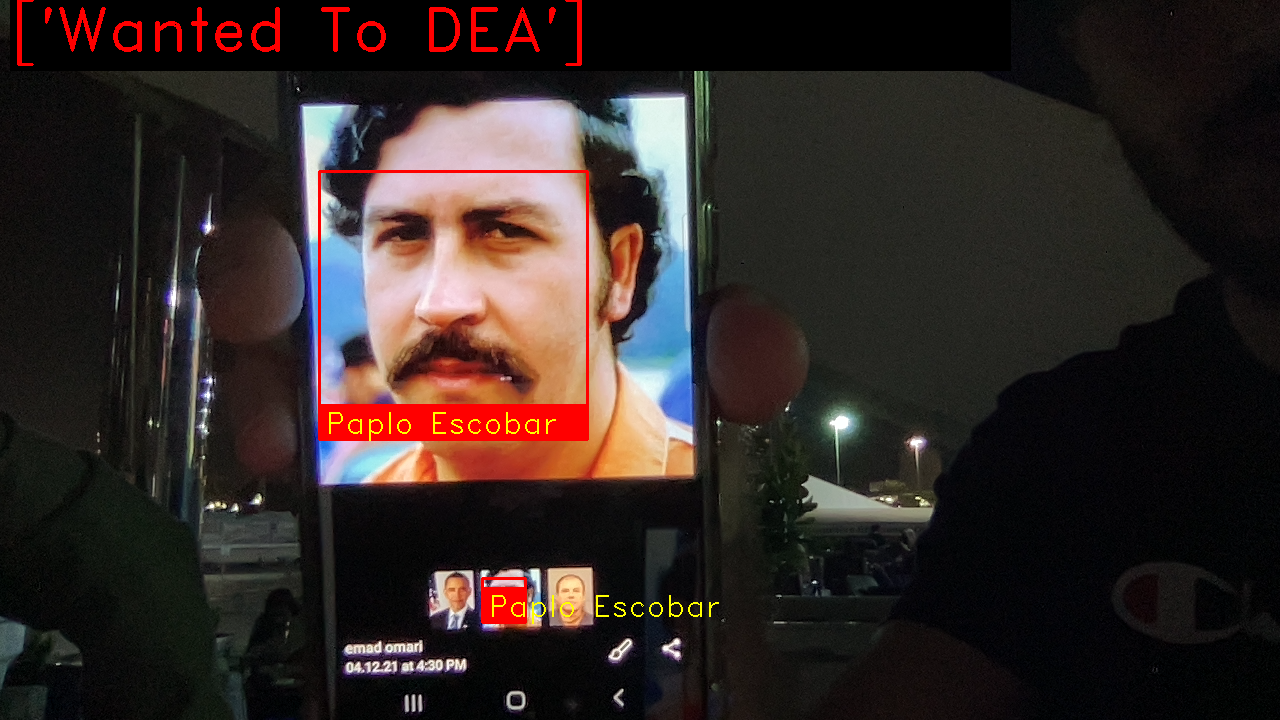 ['Wanted To DEA']
Paplo Escobar
Paplo Escobar
emad omari
04.12.21 at 4:30 PM